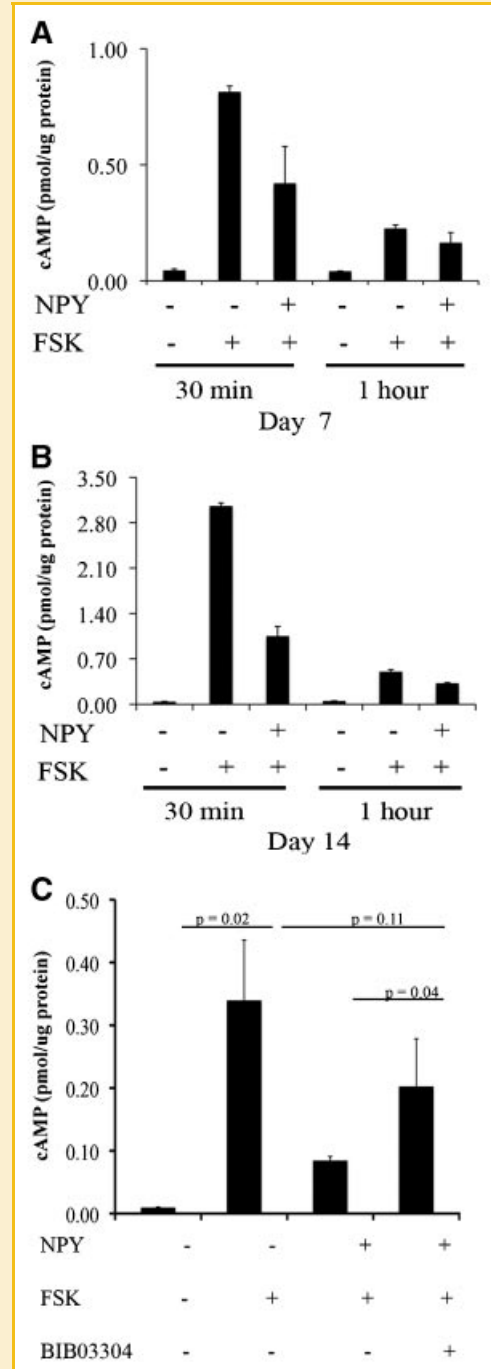 A
cAMP (pmol/ug protein)
1.00
0.50
0.00
NPY - - + - - +
FSK - + + - + +
30 min 1 hour
Day 7
B
cAMP (pmol/ug protein)
3.50
2.80
2.10
1.40
0.70
0.00
NPY - - + - - +
FSK - + + - + +
30 min 1 hour
Day 14
C
cAMP (pmol/ug protein)
0.50
0.40
0.30
0.20
0.10
0.00
p = 0.02 p = 0.11
p = 0.04
NPY - - + +
FSK - + + +
BIB03304 - - - +